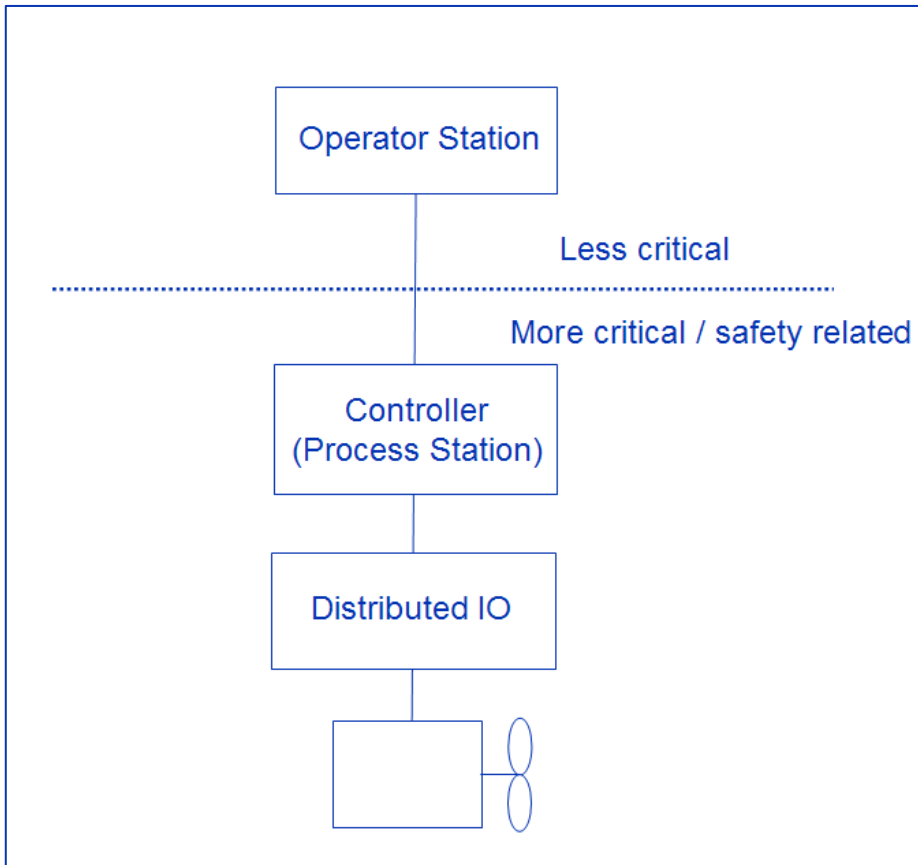 Operator Station
Less critical
More critical / safety related
Controller
(Process Station)
Distributed IO